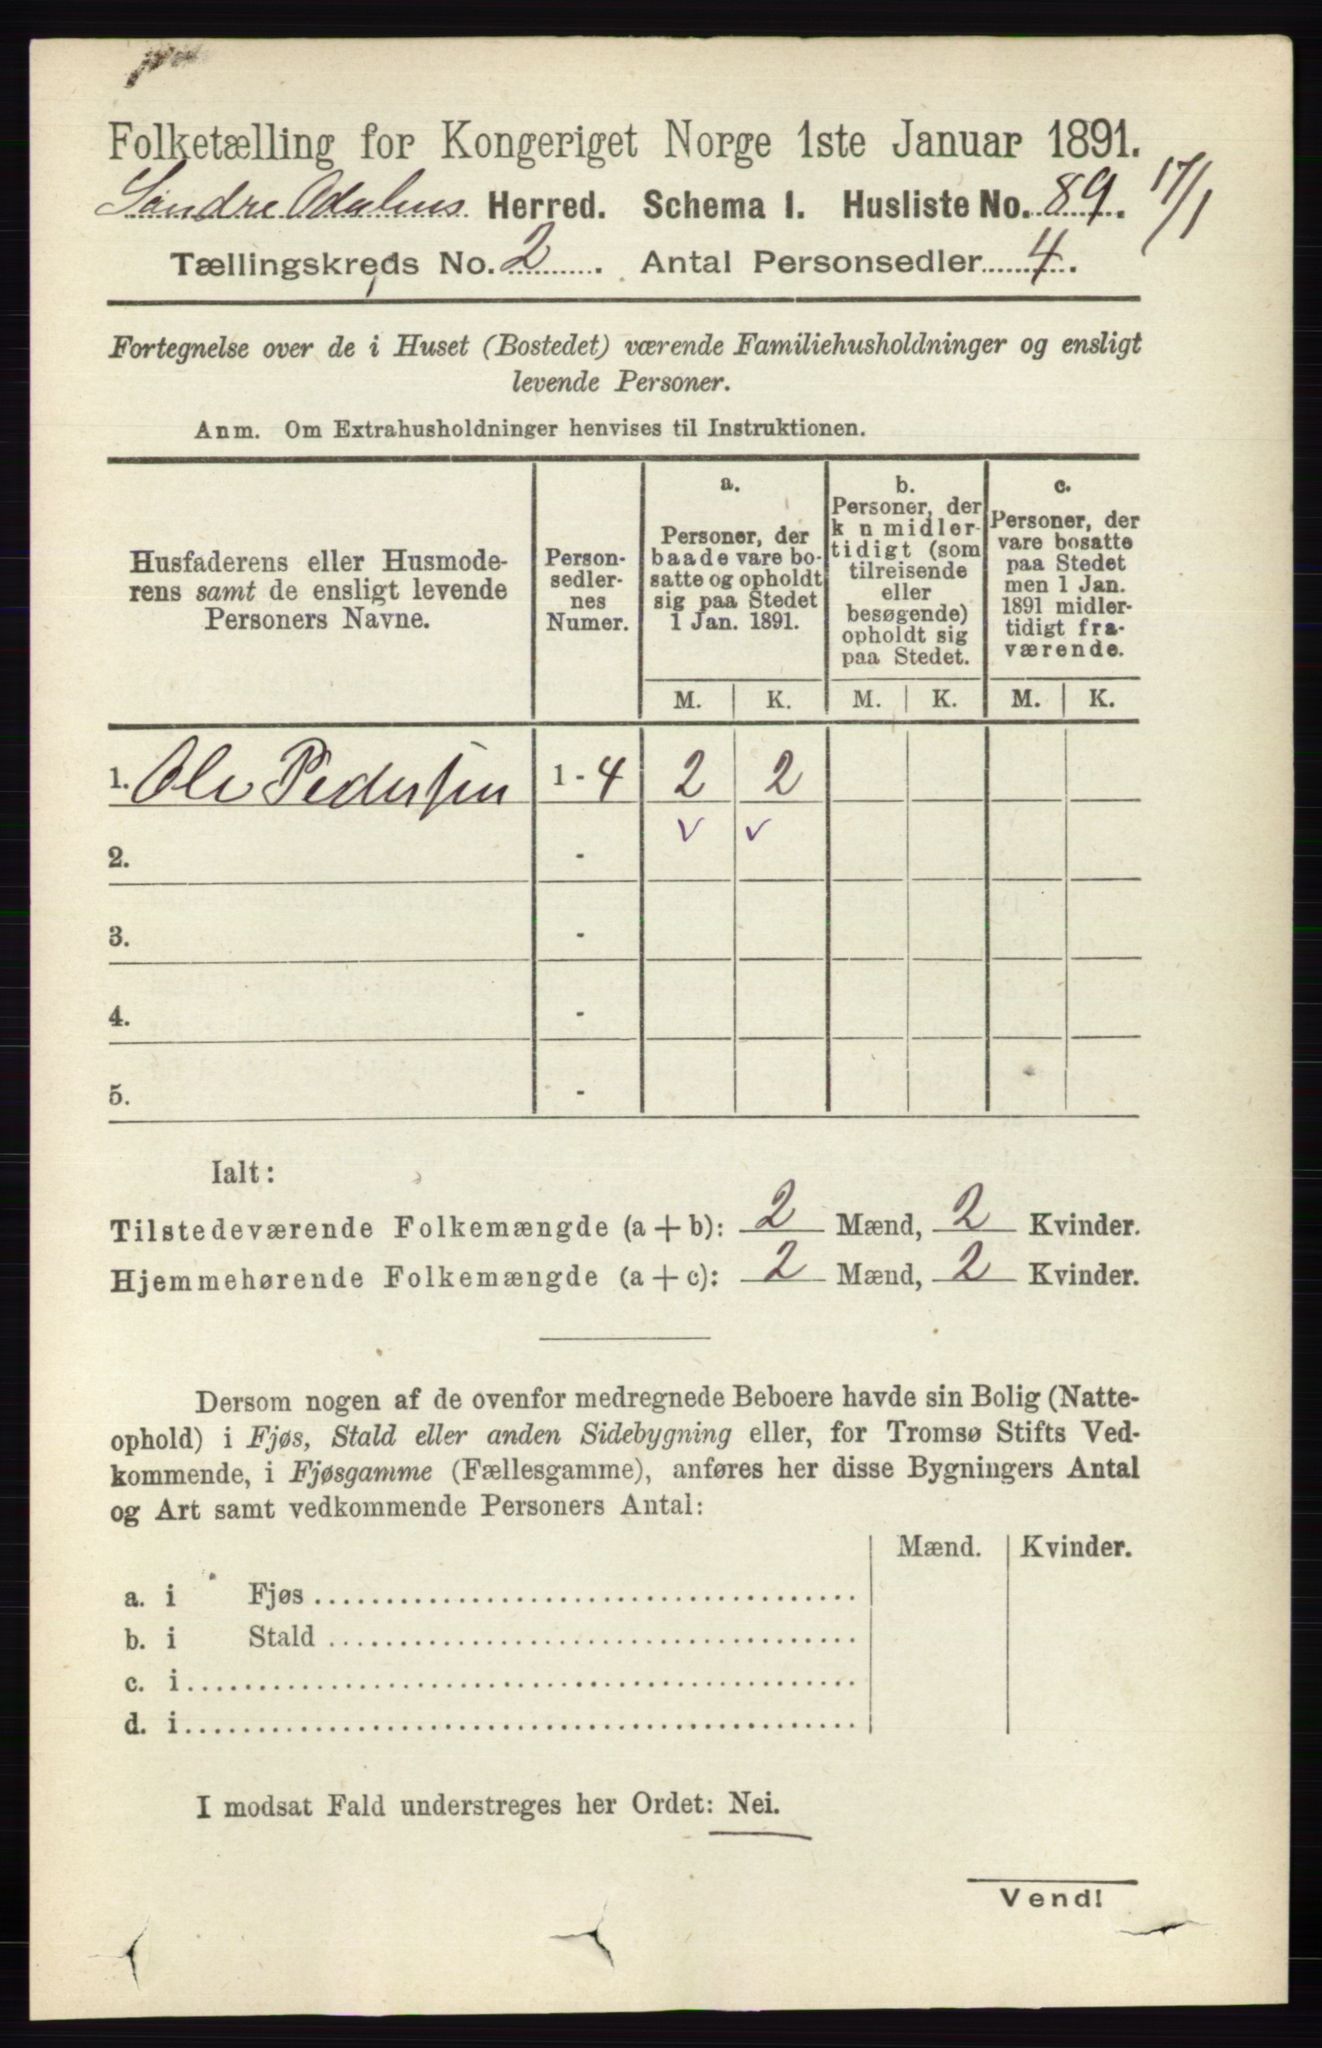 Folketælling for Kongeriget Norge 1ste Januar 1891.
Søndre Odalens Herred. Schema I. Husliste No. 89. 17/1
Tællingskreds No. 2. Antal Personsedler 4.
Fortegnelse over de i Huset (Bostedet) værende Familiehusholdninger og ensligt
levende Personer.
Anm. Om Extrahusholdninger henvises til Instruktionen.
Husfaderens eller Husmode-
rens samt de ensligt levende
Personers Navne.
Person-
sedler-
nes
Numer.
a.
Personer, der
baade vare bo-
satte og opholdt
sig paa Stedet
1 Jan. 1891.
b.
Personer, der
k n midler-
tidigt (som
tilreisende
eller
besøgende)
opholdt sig
paa Stedet.
c.
Personer, der
vare bosatte
paa Stedet
men 1 Jan.
1891 midler-
tidigt fra-
værende.
M. K. M. K. M. K.
1. Ole Pedersen 1 - 4 2 2
2. -
3. -
4. -
5. -
Ialt:
Tilstedeværende Folkemængde (a + b): 2 Mænd, 2 Kvinder.
Hjemmehørende Folkemængde (a + c): 2 Mænd, 2 Kvinder.
Dersom nogen af de ovenfor medregnede Beboere havde sin Bolig (Natte-
ophold) i Fjøs, Stald eller anden Sidebygning eller, for Tromsø Stifts Ved-
kommende, i Fjøsgamme (Fællesgamme), anføres her disse Bygningers Antal
og Art samt vedkommende Personers Antal:
Mænd. Kvinder.
a. i Fjøs
b. i Stald
c. i
d. i
I modsat Fald understreges her Ordet: Nei.
Vend!